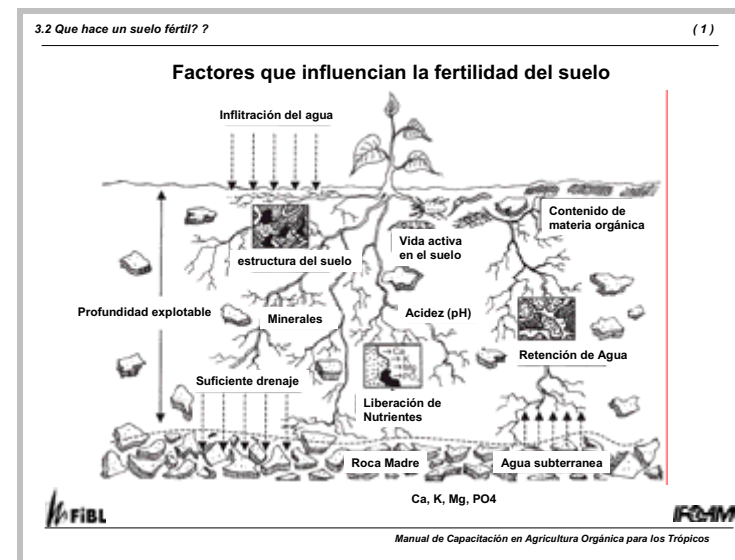 3.2 Que hace un suelo fértil? ?
( 1 )
Factores que influencian la fertilidad del suelo
Inflitración del agua
Contenido de
materia orgánica
Vida activa
en el suelo
estructura del suelo
Profundidad explotable
Minerales
Acidez (pH)
Retención de Agua
Suficiente drenaje
Liberación de
Nutrientes
Roca Madre
Agua subterranea
Ca, K, Mg, PO4
FiBL
IFOAM
Manual de Capacitación en Agricultura Orgánica para los Trópicos